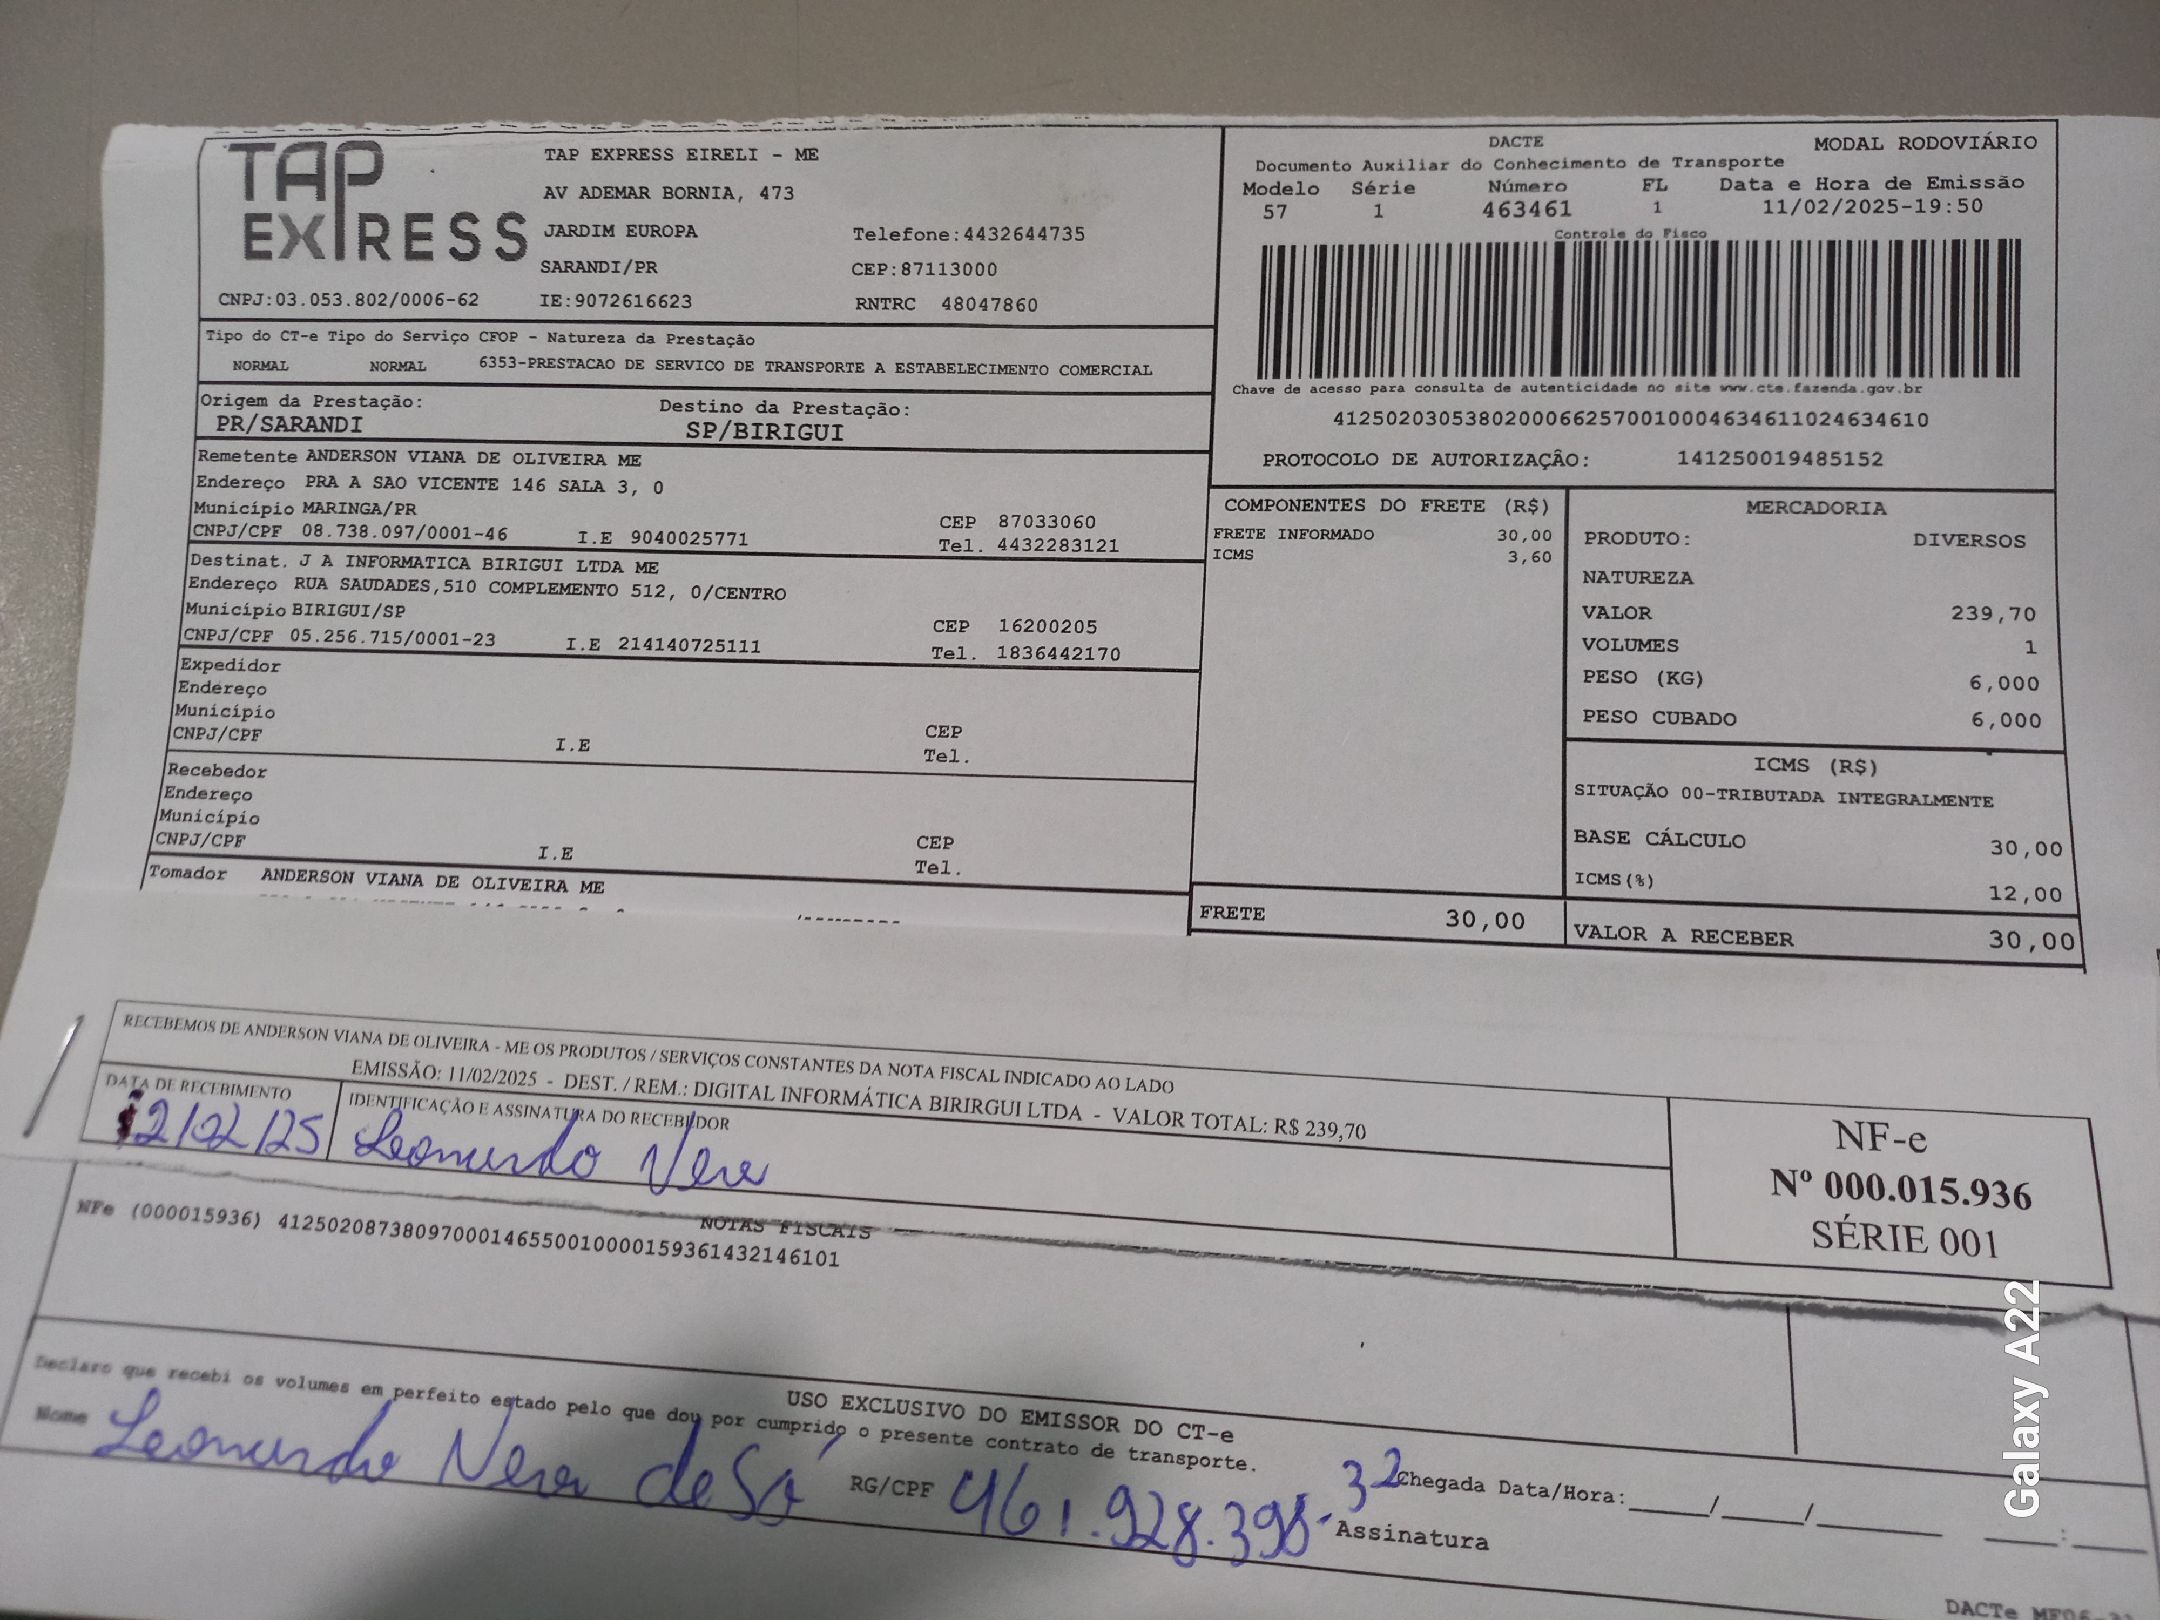 TAP
EXPRESS
TAP EXPRESS EIRELI - ME
AV ADEMAR BORNIA, 473
JARDIM EUROPA
Telefone:4432644735
SARANDI/PR
CEP:87113000
CNPJ:03.053.802/0006-62
IE:9072616623
RNTRC 48047860
DACTE
MODAL RODOVIÁRIO
Documento Auxiliar do Conhecimento de Transporte
Modelo Série Número FL Data e Hora de Emissão
57 1 463461 1 11/02/2025-19:50
Controle do Fisco
Chave de acesso para consulta de autenticidade no site www.cte.fazenda.gov.br
41250203053802000662570010004634611024634610
PROTOCOLO DE AUTORIZAÇÃO: 141250019485152
Tipo do CT-e Tipo do Serviço CFOP - Natureza da Prestação
NORMAL NORMAL 6353-PRESTACAO DE SERVICO DE TRANSPORTE A ESTABELECIMENTO COMERCIAL
Origem da Prestação: Destino da Prestação:
PR/SARANDI SP/BIRIGUI
Remetente ANDERSON VIANA DE OLIVEIRA ME
Endereço PRA A SAO VICENTE 146 SALA 3, 0
Município MARINGA/PR CEP 87033060
CNPJ/CPF 08.738.097/0001-46 I.E 9040025771 Tel. 4432283121
Destinat. J A INFORMATICA BIRIGUI LTDA ME
Endereço RUA SAUDADES,510 COMPLEMENTO 512, 0/CENTRO
Município BIRIGUI/SP CEP 16200205
CNPJ/CPF 05.256.715/0001-23 I.E 214140725111 Tel. 1836442170
Expedidor
Endereço
Município CEP
CNPJ/CPF I.E Tel.
Recebedor
Endereço
Município CEP
CNPJ/CPF I.E Tel.
Tomador ANDERSON VIANA DE OLIVEIRA ME
COMPONENTES DO FRETE (R$)
FRETE INFORMADO 30,00
ICMS 3,60
FRETE 30,00
MERCADORIA
PRODUTO: DIVERSOS
NATUREZA
VALOR 239,70
VOLUMES 1
PESO (KG) 6,000
PESO CUBADO 6,000
ICMS (R$)
SITUAÇÃO 00-TRIBUTADA INTEGRALMENTE
BASE CÁLCULO 30,00
ICMS(%) 12,00
VALOR A RECEBER 30,00
RECEBEMOS DE ANDERSON VIANA DE OLIVEIRA - ME OS PRODUTOS / SERVIÇOS CONSTANTES DA NOTA FISCAL INDICADO AO LADO
EMISSÃO: 11/02/2025 - DEST. / REM.: DIGITAL INFORMÁTICA BIRIRGUI LTDA - VALOR TOTAL: R$ 239,70
DATA DE RECEBIMENTO IDENTIFICAÇÃO E ASSINATURA DO RECEBEDOR
12/02/25 Leonardo Vera
NF-e
Nº 000.015.936
SÉRIE 001
NOTAS FISCAIS
NFe (000015936) 41250208738097000146550010000159361432146101
USO EXCLUSIVO DO EMISSOR DO CT-e
Declaro que recebi os volumes em perfeito estado pelo que dou por cumprido o presente contrato de transporte.
Nome Leonardo Vera de Sá RG/CPF 461.928.398-32 Chegada Data/Hora:_____/_____/_______ ____:____
Assinatura
Galaxy A22